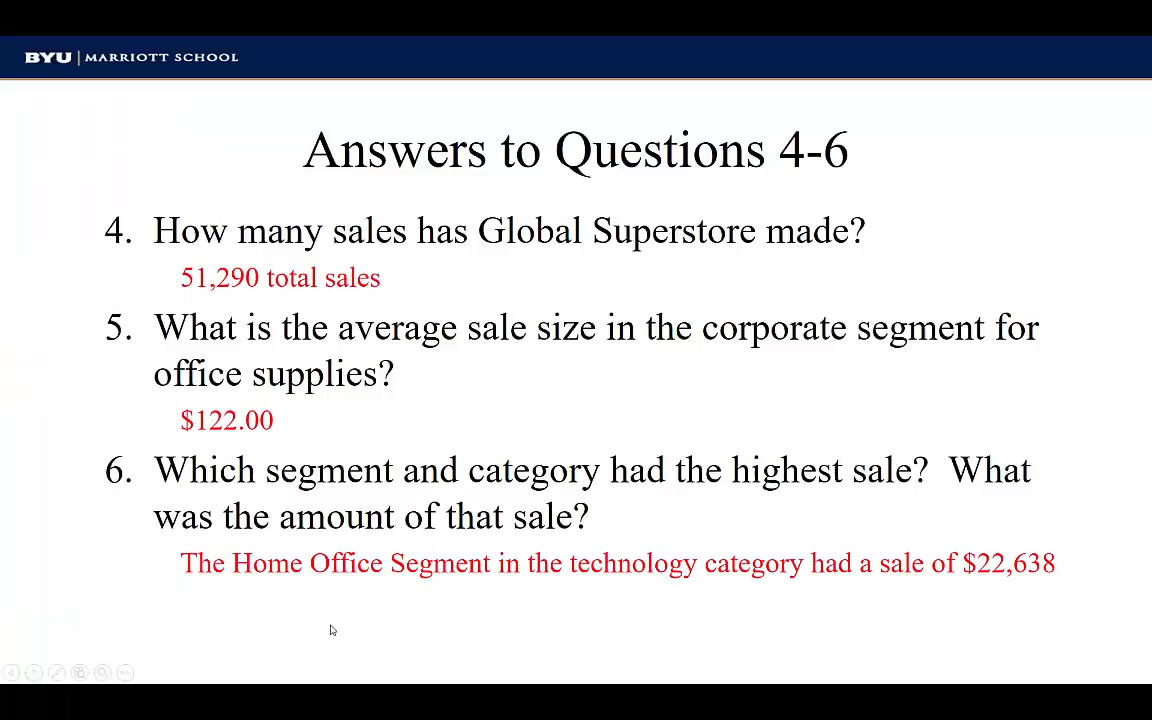 BYU | MARRIOTT SCHOOL
Answers to Questions 4-6
4. How many sales has Global Superstore made?
51,290 total sales
5. What is the average sale size in the corporate segment for
office supplies?
$122.00
6. Which segment and category had the highest sale? What
was the amount of that sale?
The Home Office Segment in the technology category had a sale of $22,638